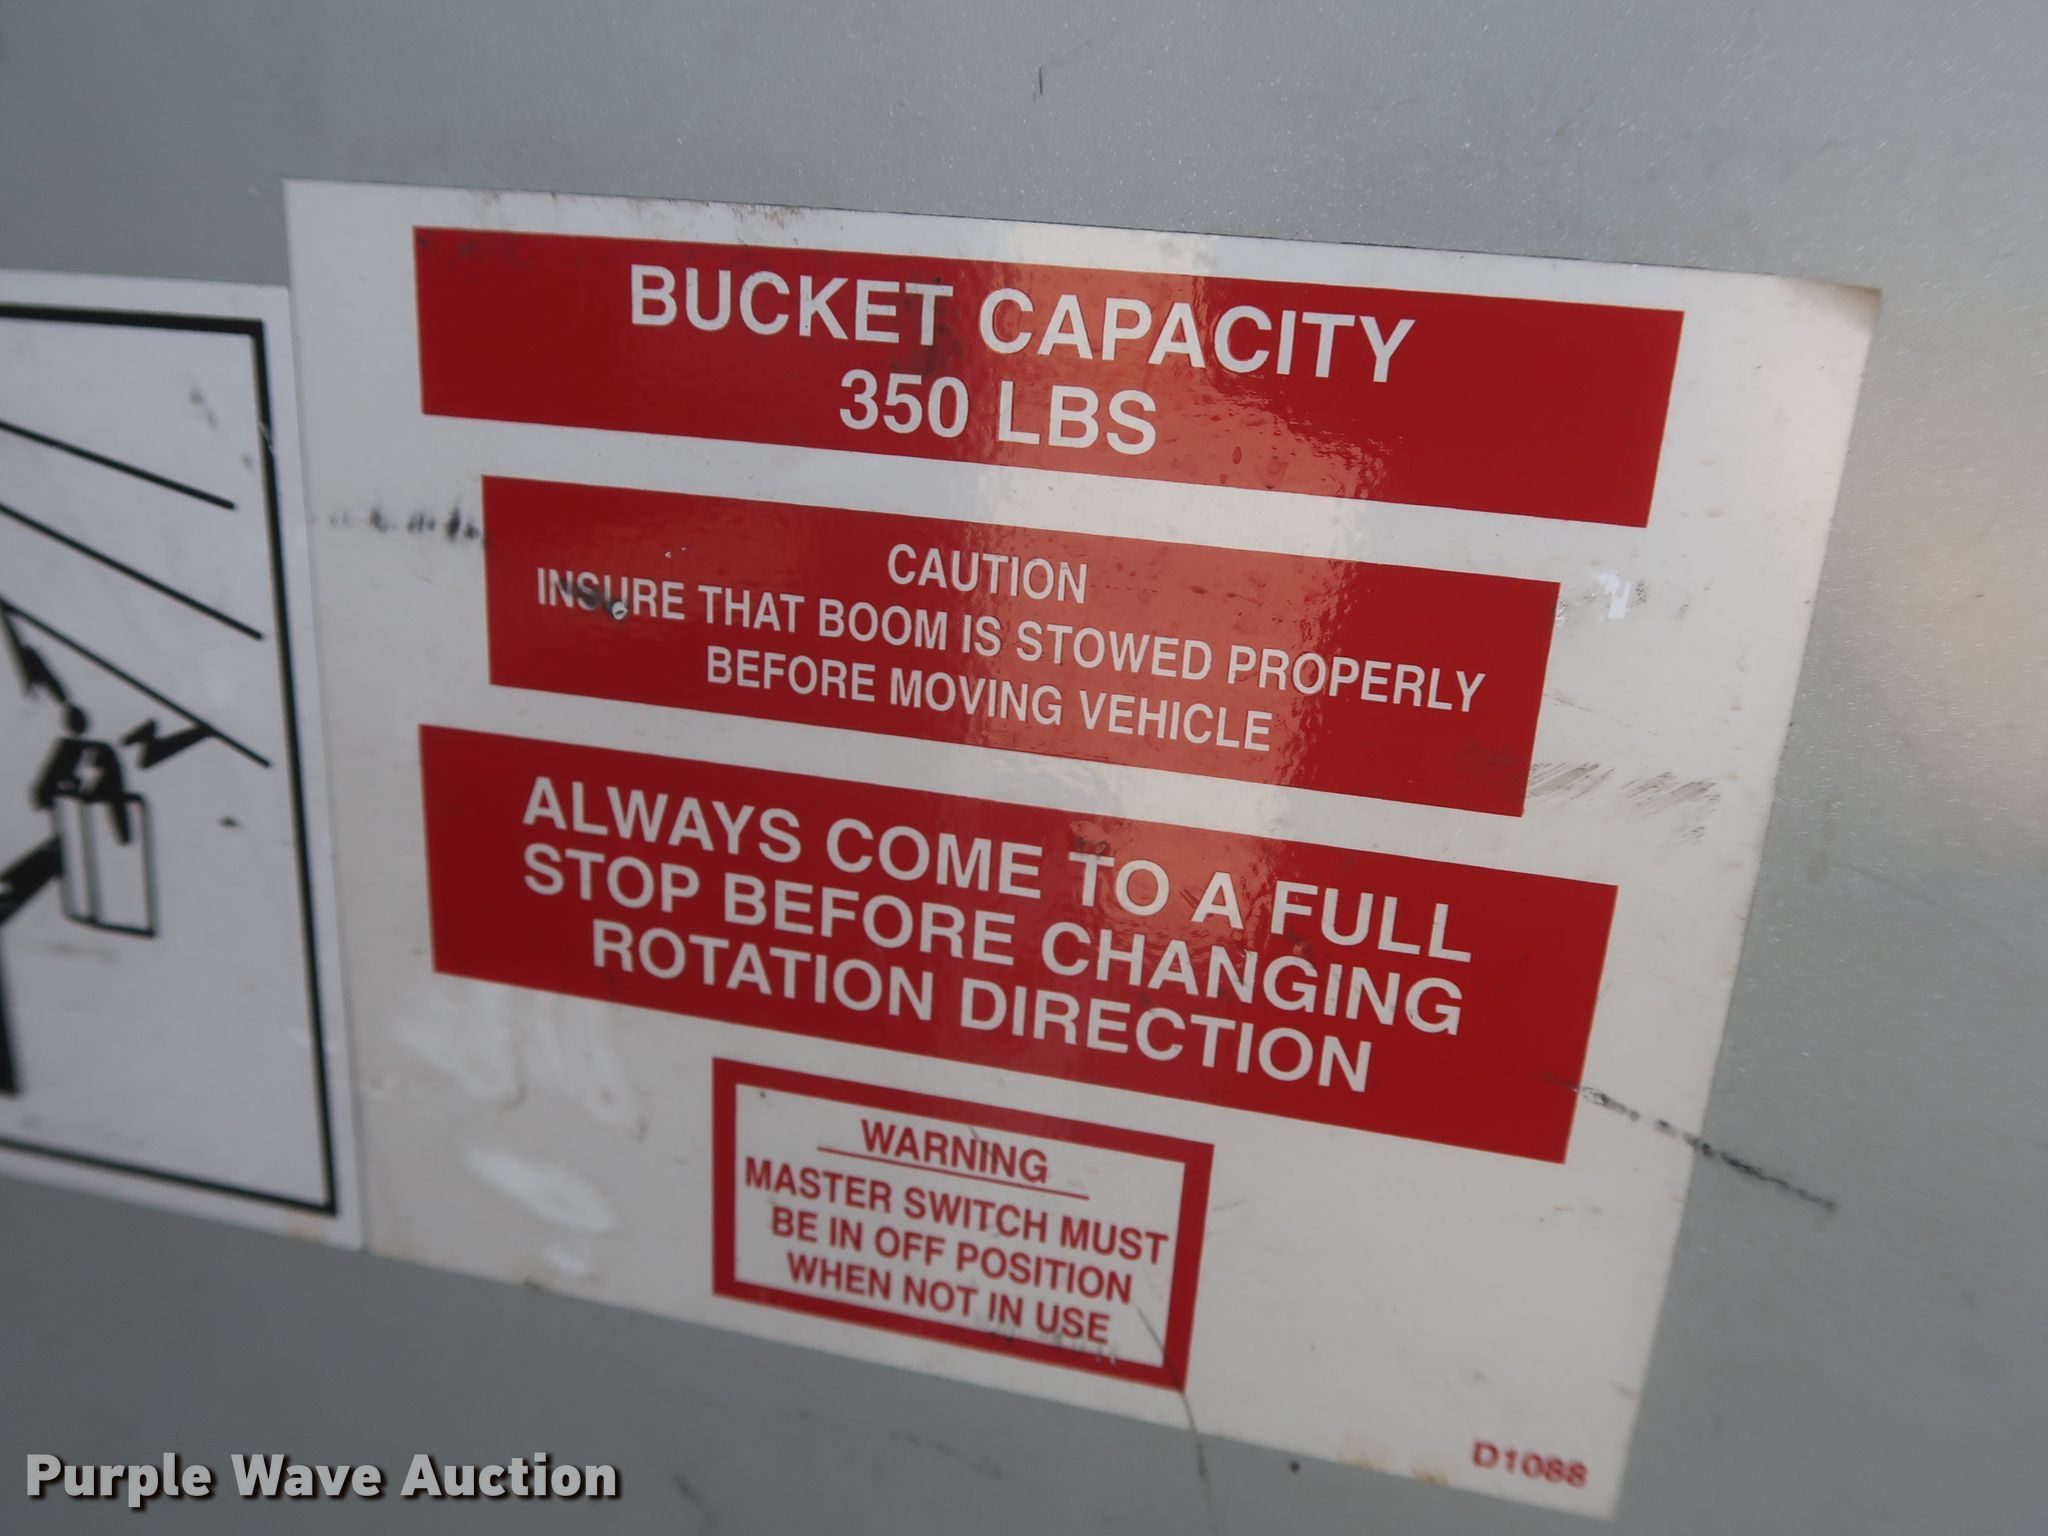 BUCKET CAPACITY
350 LBS
CAUTION
INSURE THAT BOOM IS STOWED PROPERLY
BEFORE MOVING VEHICLE
ALWAYS COME TO A FULL
STOP BEFORE CHANGING
ROTATION DIRECTION
WARNING
MASTER SWITCH MUST
BE IN OFF POSITION
WHEN NOT IN USE
D1088
Purple Wave Auction